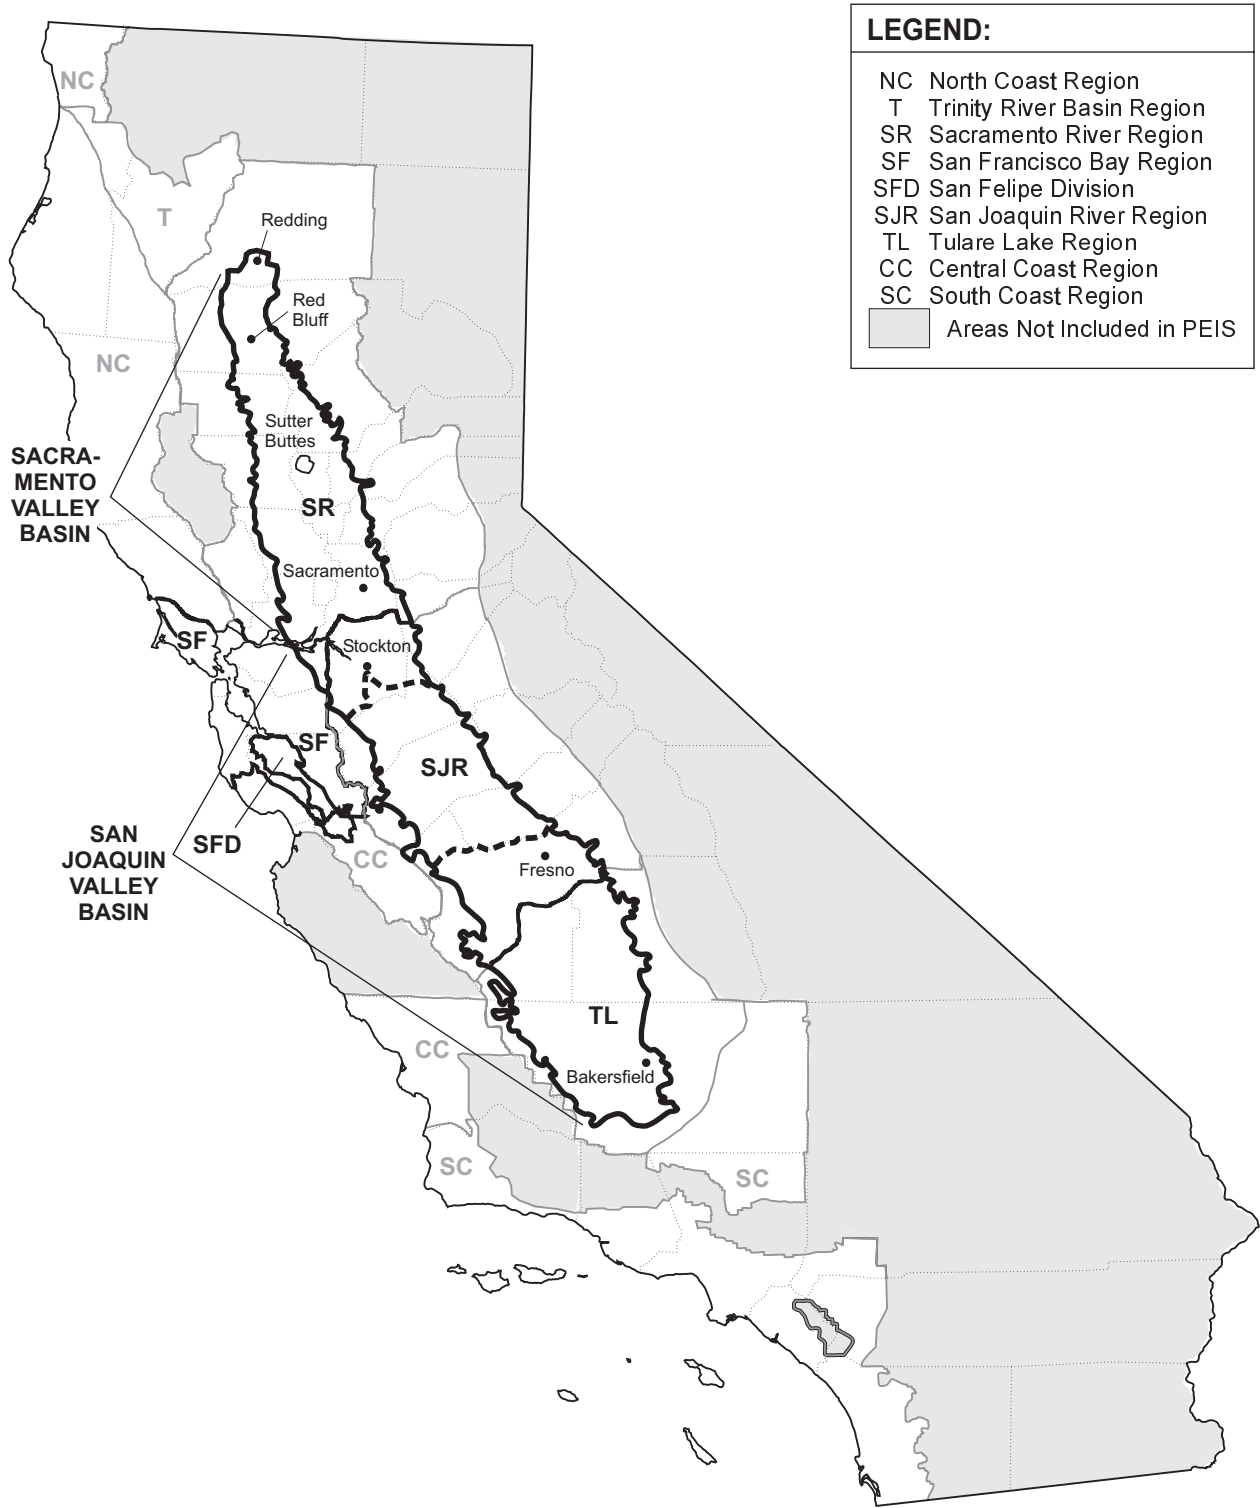 LEGEND:
NC North Coast Region
T Trinity River Basin Region
SR Sacramento River Region
SF San Francisco Bay Region
SFD San Felipe Division
SJR San Joaquin River Region
TL Tulare Lake Region
CC Central Coast Region
SC South Coast Region
Areas Not Included in PEIS
NC
T
Redding
Red
Bluff
NC
Sutter
Buttes
SACRA-
MENTO
VALLEY
BASIN
SR
Sacramento
SF
Stockton
SF
SJR
SAN
JOAQUIN
VALLEY
BASIN
SFD
CC
Fresno
TL
CC
Bakersfield
SC
SC